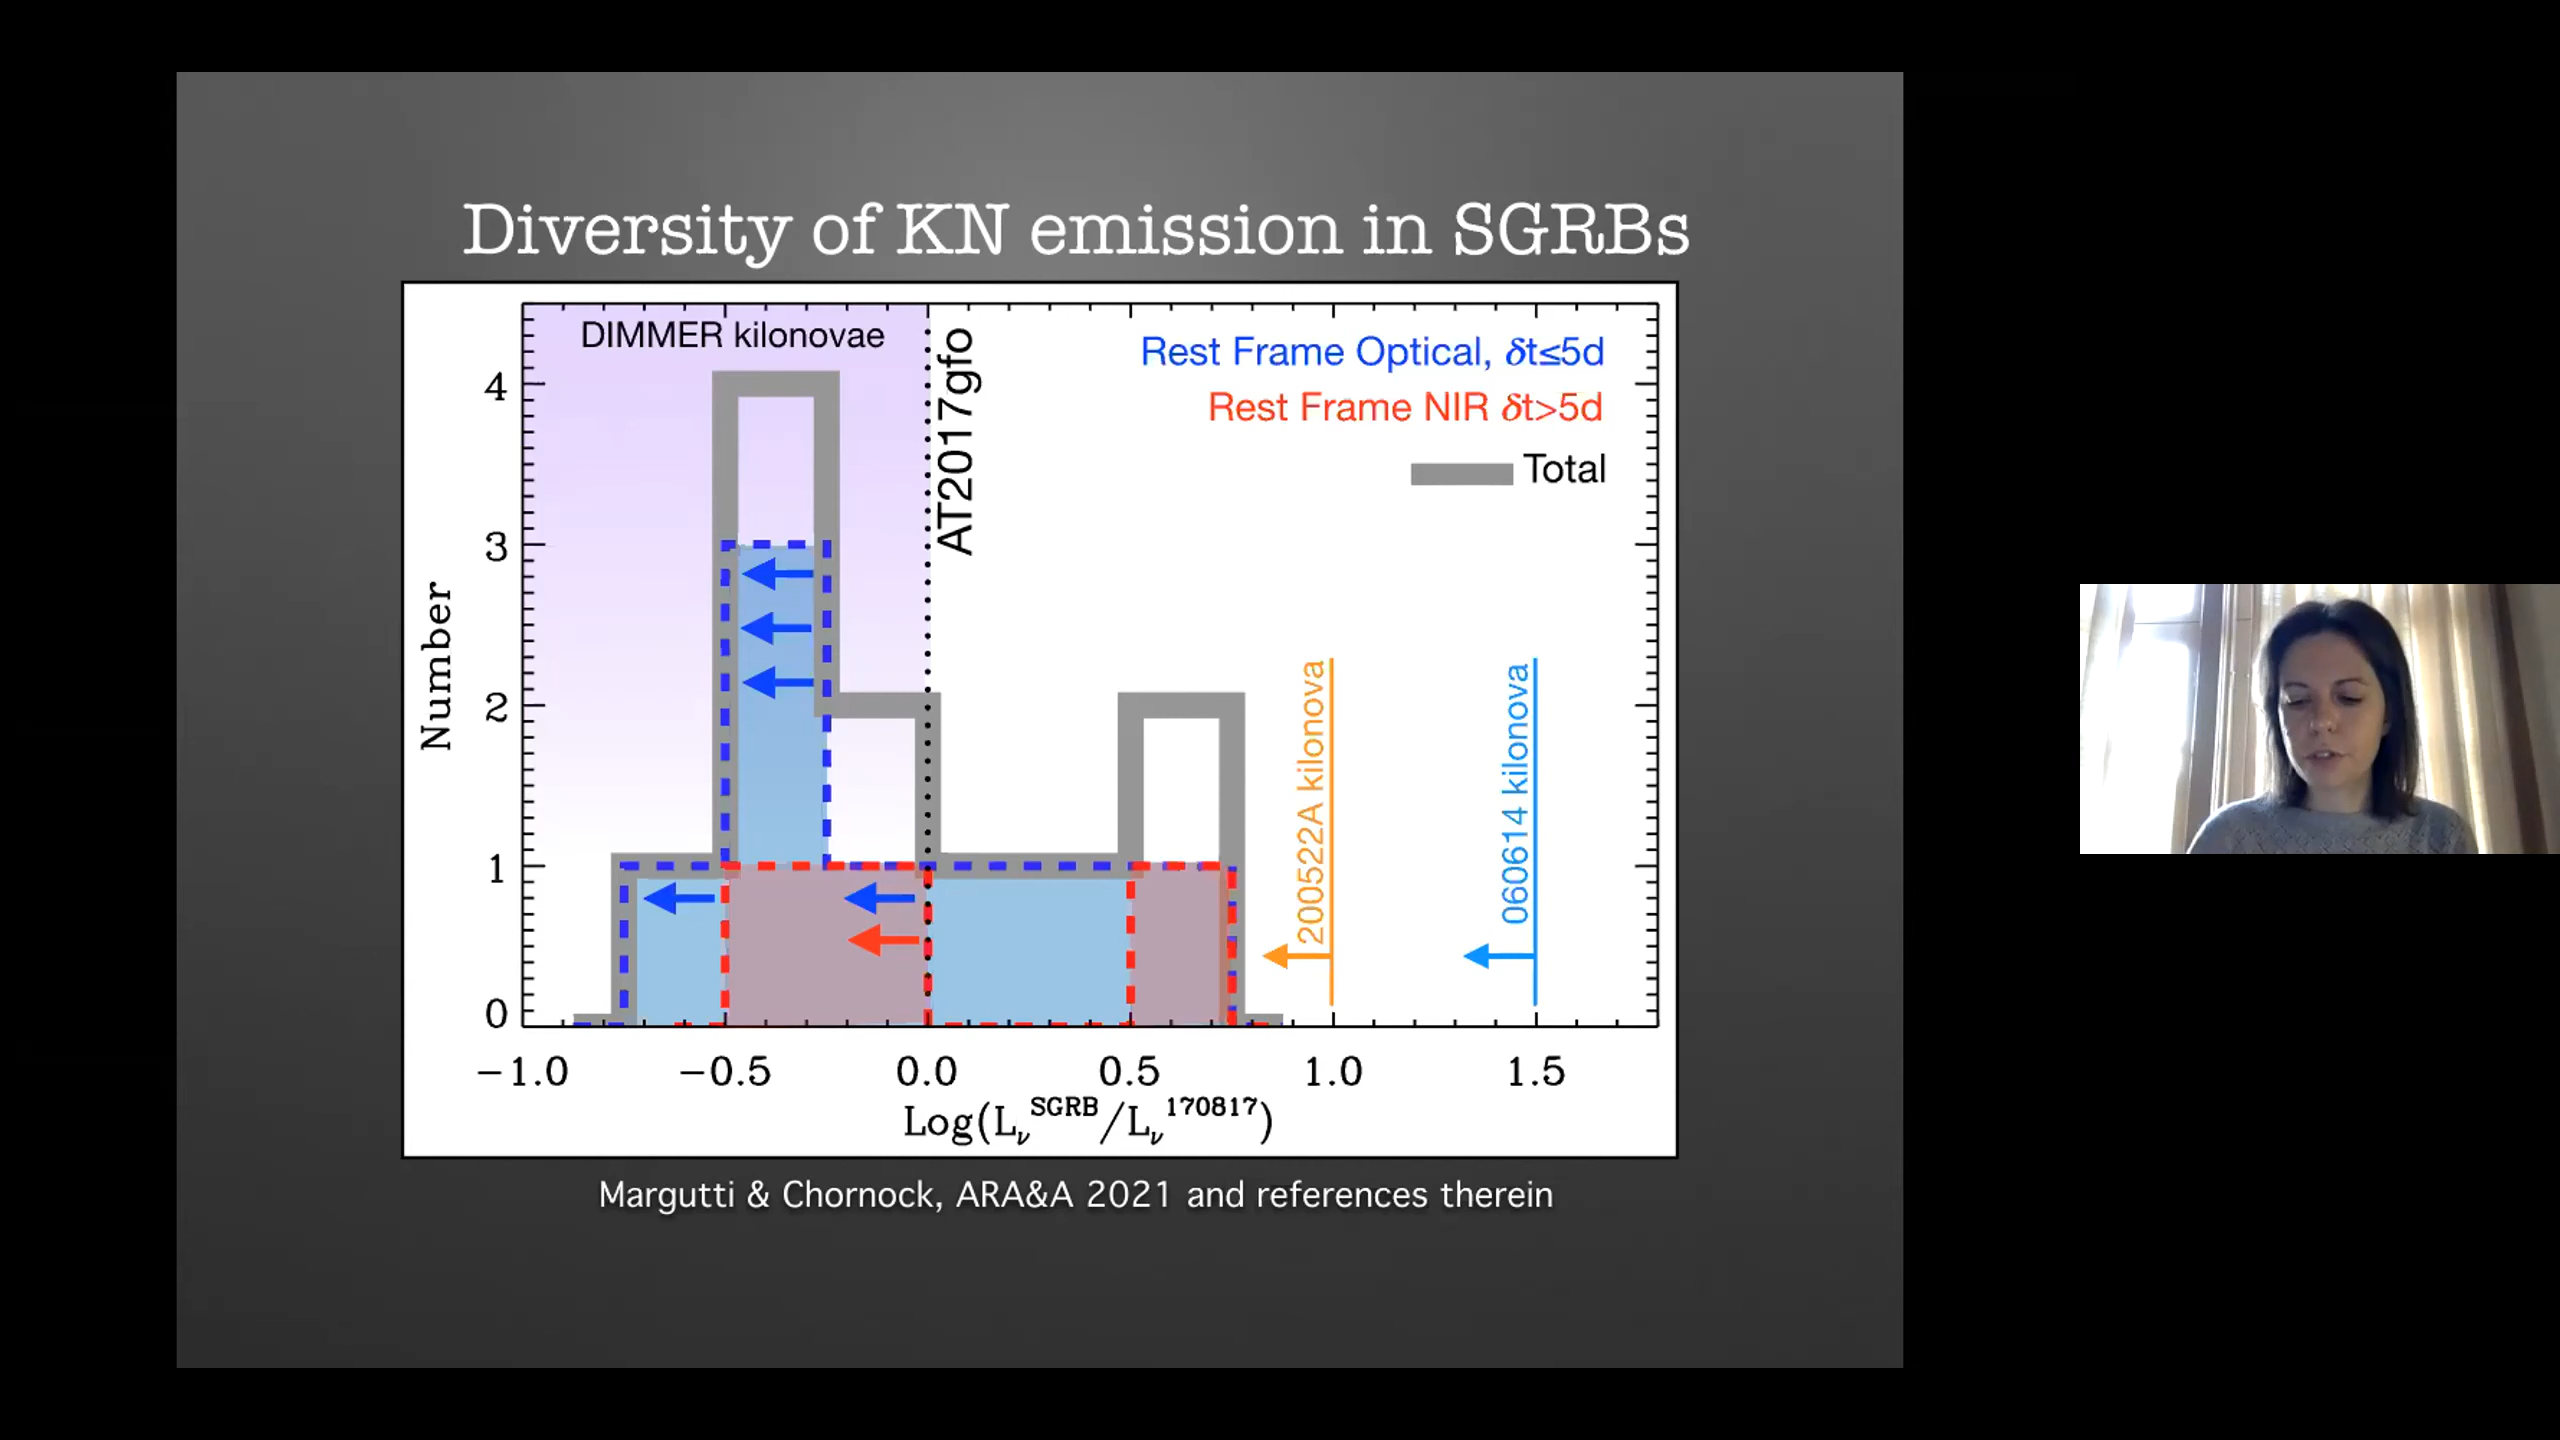 Diversity of KN emission in SGRBs
DIMMER kilonovae
AT2017gfo
Rest Frame Optical, δt≤5d
Rest Frame NIR δt>5d
Total
4
3
2
1
0
Number
200522A kilonova
060614 kilonova
−1.0 −0.5 0.0 0.5 1.0 1.5
Log(Lν^SGRB/Lν^170817)
Margutti & Chornock, ARA&A 2021 and references therein